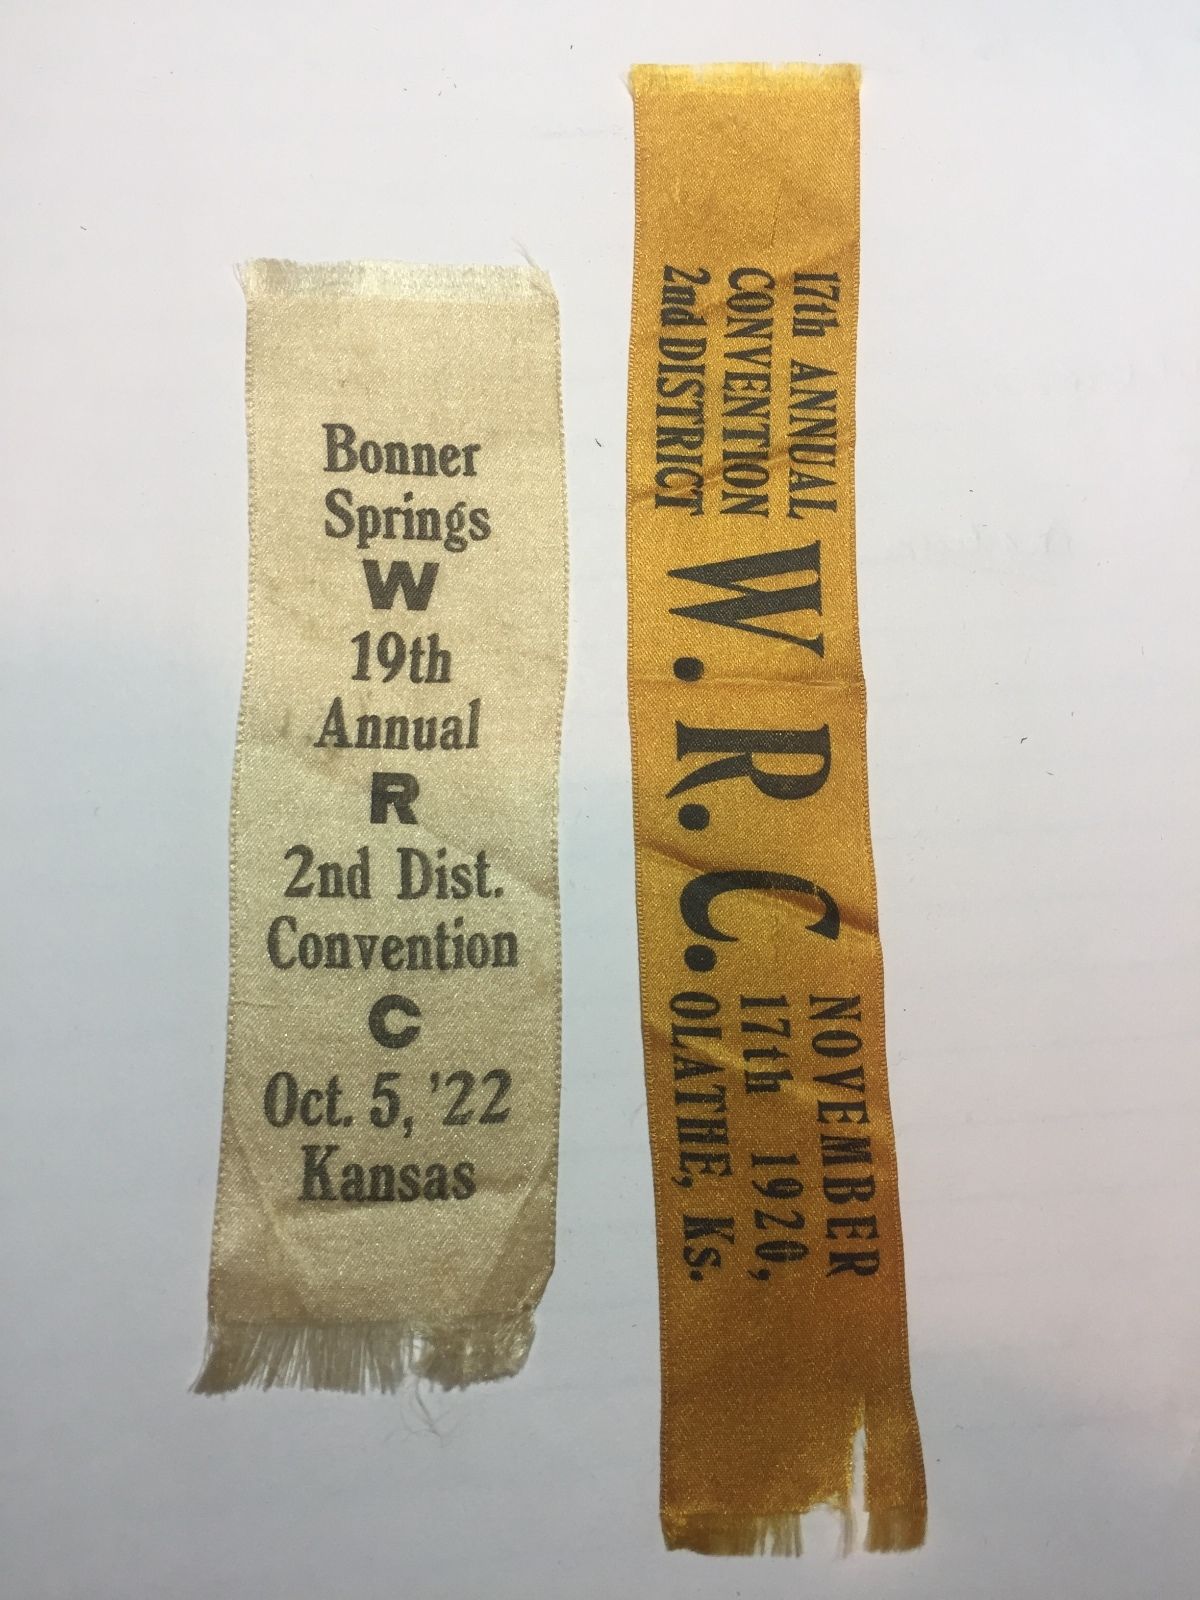 Bonner
Springs
W
19th
Annual
R
2nd Dist.
Convention
C
Oct. 5, '22
Kansas
17th ANNUAL
CONVENTION
2nd DISTRICT
W.R.C.
NOVEMBER
17th 1920,
OLATHE, Ks.